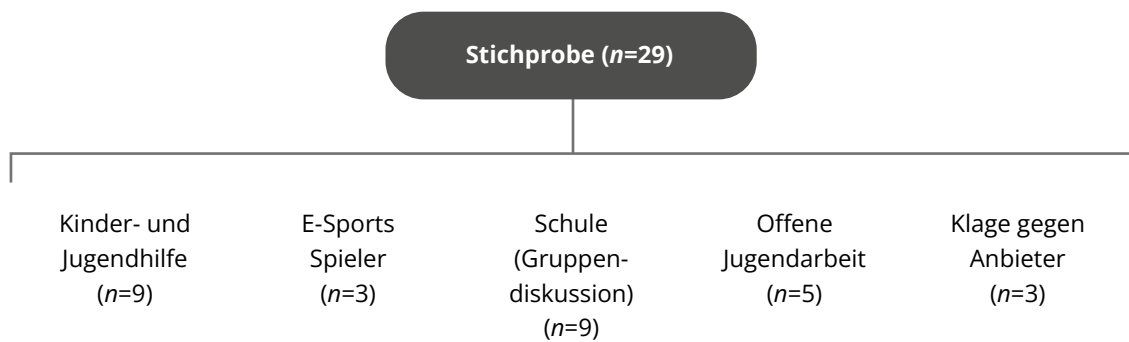 Stichprobe (n=29)
Kinder- und
Jugendhilfe
(n=9)
E-Sports
Spieler
(n=3)
Schule
(Gruppen-
diskussion)
(n=9)
Offene
Jugendarbeit
(n=5)
Klage gegen
Anbieter
(n=3)